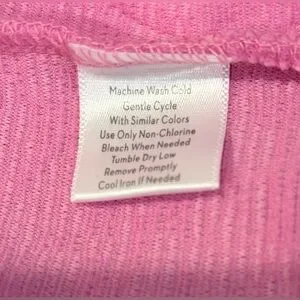 Machine Wash Cold
Gentle Cycle
With Similar Colors
Use Only Non-Chlorine
Bleach When Needed
Tumble Dry Low
Remove Promptly
Cool Iron If Needed